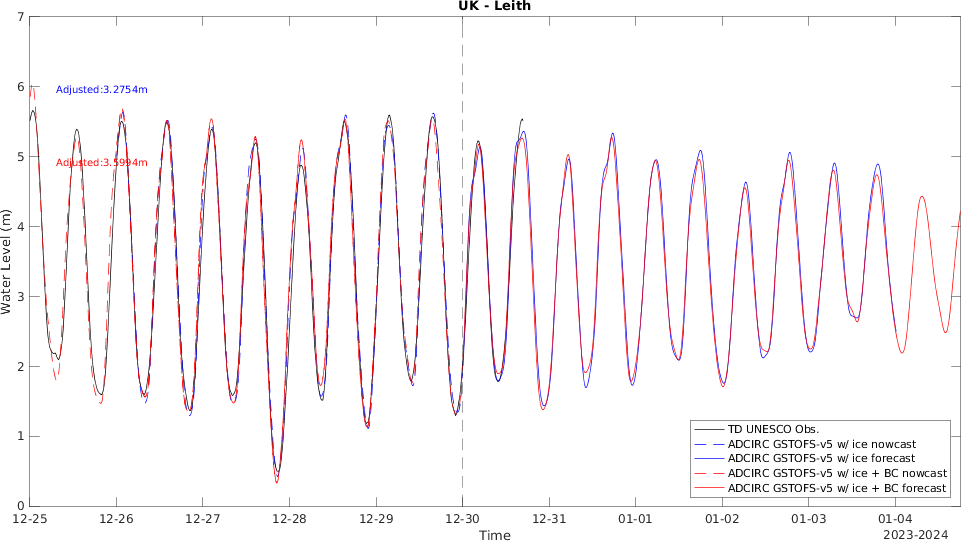 UK - Leith
7
6
5
4
3
2
1
0
Water Level (m)
Adjusted:3.2754m
Adjusted:3.5994m
TD UNESCO Obs.
ADCIRC GSTOFS-v5 w/ ice nowcast
ADCIRC GSTOFS-v5 w/ ice forecast
ADCIRC GSTOFS-v5 w/ ice + BC nowcast
ADCIRC GSTOFS-v5 w/ ice + BC forecast
12-25 12-26 12-27 12-28 12-29 12-30 12-31 01-01 01-02 01-03 01-04
Time
2023-2024